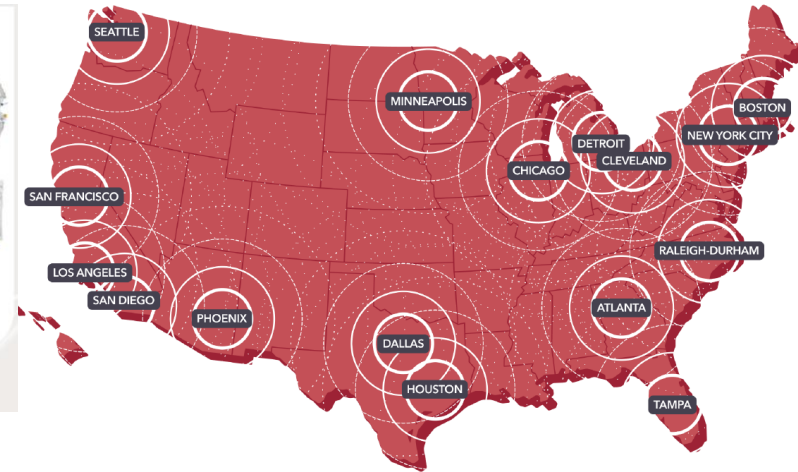 SEATTLE
MINNEAPOLIS
BOSTON
NEW YORK CITY
DETROIT
CLEVELAND
CHICAGO
SAN FRANCISCO
RALEIGH-DURHAM
LOS ANGELES
SAN DIEGO
PHOENIX
ATLANTA
DALLAS
HOUSTON
TAMPA